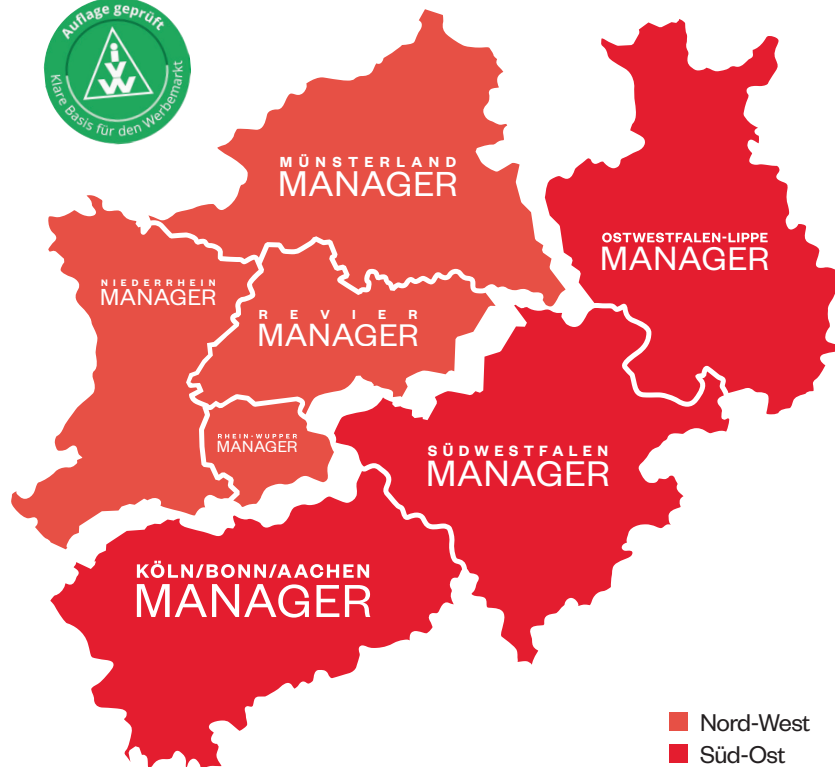 Auflage geprüft
iVW
Klare Basis für den Werbemarkt
MÜNSTERLAND
MANAGER
OSTWESTFALEN-LIPPE
MANAGER
NIEDERRHEIN
MANAGER
REVIER
MANAGER
RHEIN-WUPPER
MANAGER
SÜDWESTFALEN
MANAGER
KÖLN/BONN/AACHEN
MANAGER
Nord-West
Süd-Ost